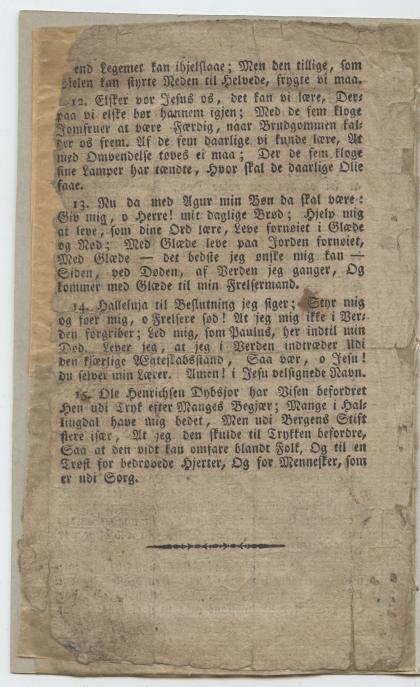 end Legemet kan ihjelslaae; Men den tillige, som
Sjelen kan styrte Neden til Helvede, frygte vi maa.
12. Elsker vor Jesus os, det kan vi lære, Der-
paa vi elske bør hannem igjen; Med de fem kloge
Jomfruer at være Færdig, naar Brudgommen kal-
der os frem. Af de fem daarlige vi kunde lære, At
med Omvendelse tøves ei maa; Der de fem kloge
sine Lamper har tændte, Hvor skal de daarlige Olie
faae.
13. Nu da med Agur min Bøn da skal være:
Giv mig, o Herre! mit daglige Brød; Hjelp mig
at leve, som dine Ord lære, Leve fornøiet i Glæde
og Nød; Med Glæde leve paa Jorden fornøiet,
Med Glæde — det bedste jeg ønske mig kan —
Siden, ved Døden, af Verden jeg ganger, Og
kommer med Glæde til min Frelsermand.
14. Halleluja til Beslutning jeg siger; Styr mig
og føer mig, o Frelsere sød! At jeg mig ikke i Ver-
den forgriber; Led mig, som Paulus, her indtil min
Død. Lever jeg, at jeg i Verden indtræder Udi
den kjærlige Ægteskabsstand, Saa vær, o Jesu!
du selver min Lærer. Amen! i Jesu velsignede Navn.
15. Ole Henrichsen Dybsjor har Visen befordret
Hen udi Tryk efter Manges Begjær; Mange i Hal-
lingdal have mig bedet, Men udi Bergens Stift
flere især, At jeg den skulde til Trykken befordre,
Saa at den vidt kan omfare blandt Folk, Og til en
Trøst for bedrøvede Hjerter, Og for Mennesker, som
er udi Sorg.